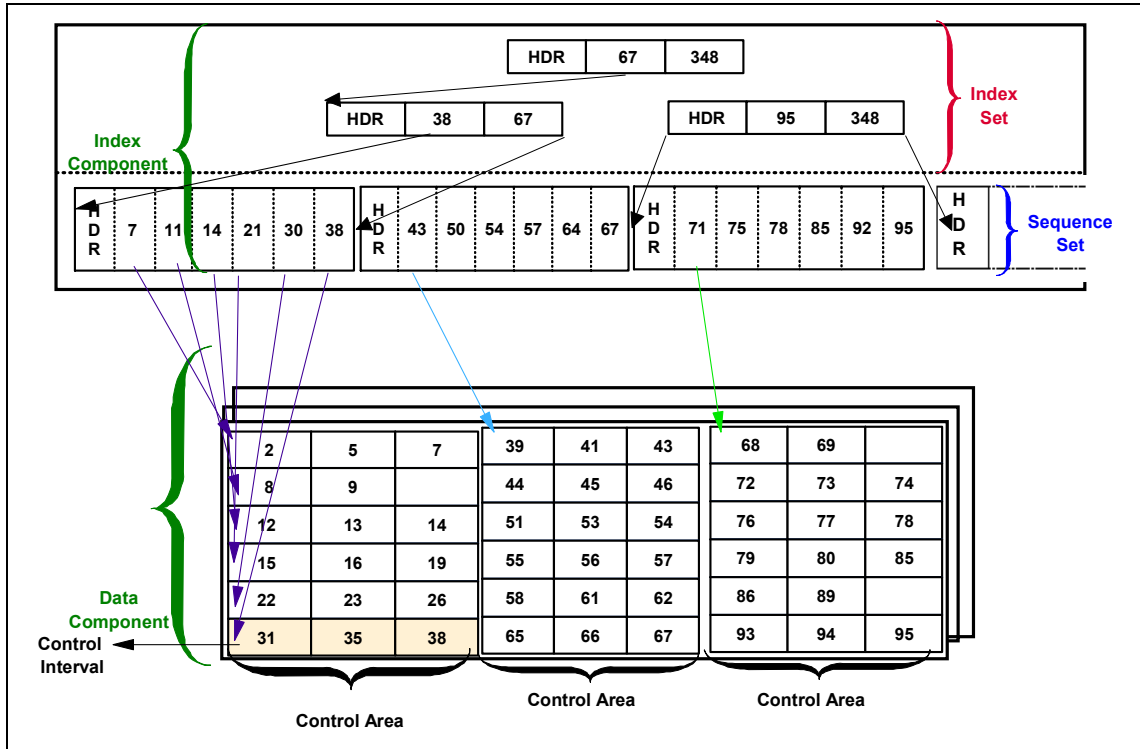 HDR 67 348
Index
Set
HDR 38 67
HDR 95 348
Index
Component
HDR 7 11 14 21 30 38
HDR 43 50 54 57 64 67
HDR 71 75 78 85 92 95
HDR
Sequence
Set
2 5 7
8 9
12 13 14
15 16 19
22 23 26
31 35 38
39 41 43
44 45 46
51 53 54
55 56 57
58 61 62
65 66 67
68 69
72 73 74
76 77 78
79 80 85
86 89
93 94 95
Data
Component
Control
Interval
Control Area
Control Area
Control Area